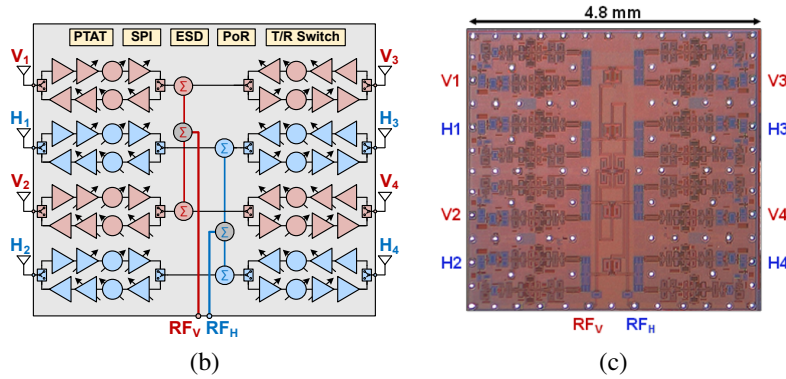 PTAT SPI ESD PoR T/R Switch
V1 V3
H1 H3
V2 V4
H2 H4
Σ
Σ
Σ
Σ
Σ
Σ
RFV RFH
(b)
4.8 mm
V1 V3
H1 H3
V2 V4
H2 H4
RFV RFH
(c)